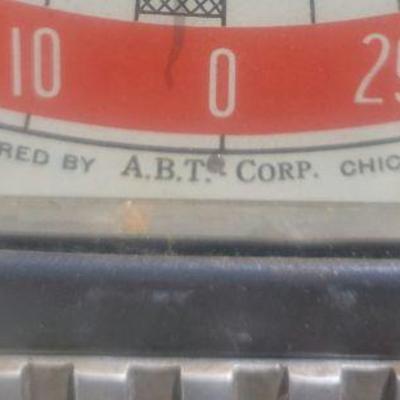 10 0 25
RED BY A.B.T. CORP. CHIC